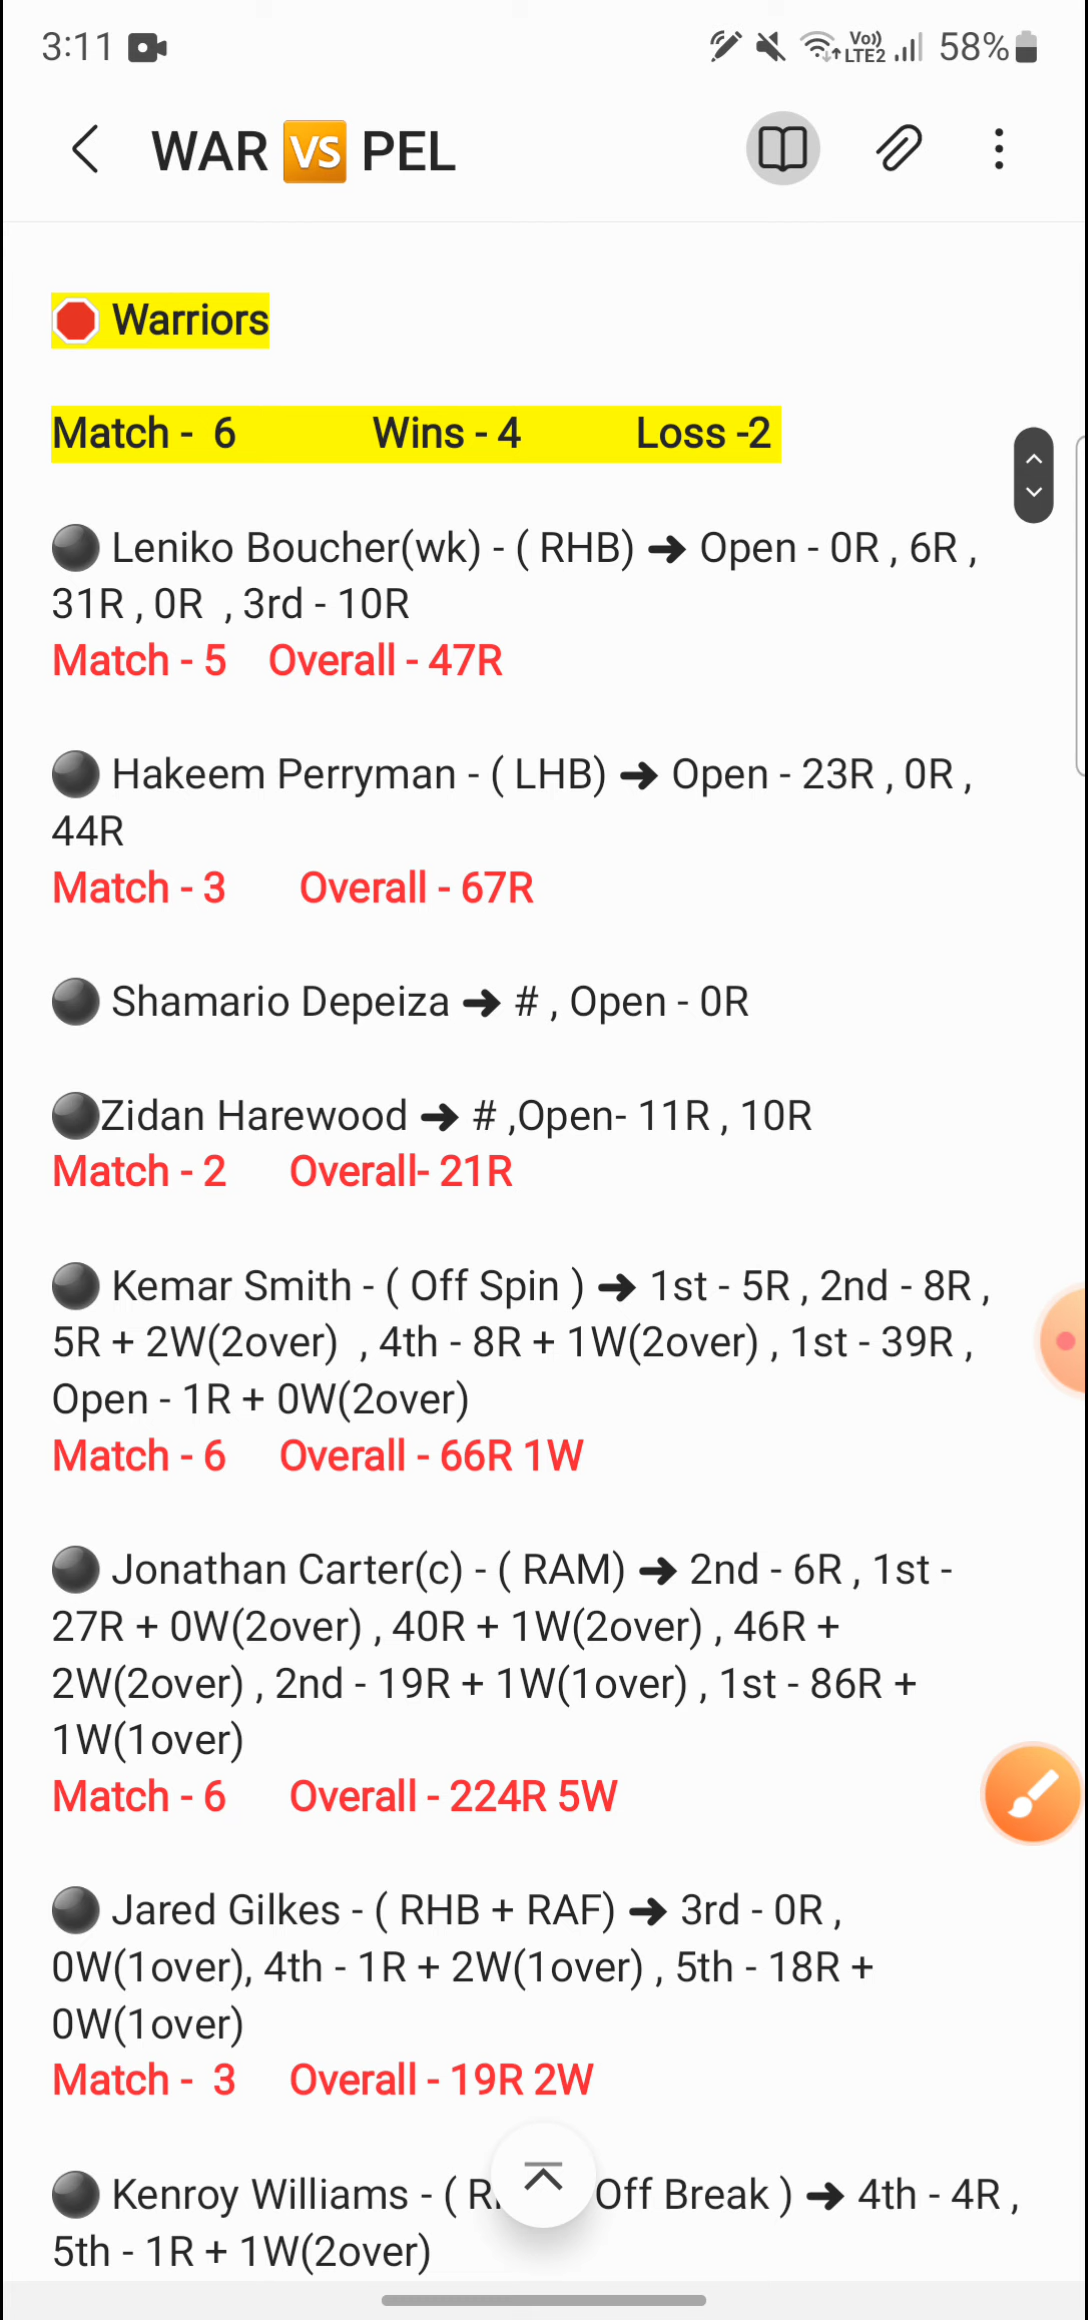 3:11 Vo)) LTE2 58%
WAR VS PEL
Warriors
Match - 6 Wins - 4 Loss -2
Leniko Boucher(wk) - ( RHB) ➔ Open - 0R , 6R ,
31R , 0R , 3rd - 10R
Match - 5 Overall - 47R
Hakeem Perryman - ( LHB) ➔ Open - 23R , 0R ,
44R
Match - 3 Overall - 67R
Shamario Depeiza ➔ # , Open - 0R
Zidan Harewood ➔ # ,Open- 11R , 10R
Match - 2 Overall- 21R
Kemar Smith - ( Off Spin ) ➔ 1st - 5R , 2nd - 8R ,
5R + 2W(2over) , 4th - 8R + 1W(2over) , 1st - 39R ,
Open - 1R + 0W(2over)
Match - 6 Overall - 66R 1W
Jonathan Carter(c) - ( RAM) ➔ 2nd - 6R , 1st -
27R + 0W(2over) , 40R + 1W(2over) , 46R +
2W(2over) , 2nd - 19R + 1W(1over) , 1st - 86R +
1W(1over)
Match - 6 Overall - 224R 5W
Jared Gilkes - ( RHB + RAF) ➔ 3rd - 0R ,
0W(1over), 4th - 1R + 2W(1over) , 5th - 18R +
0W(1over)
Match - 3 Overall - 19R 2W
Kenroy Williams - ( Off Break ) ➔ 4th - 4R ,
5th - 1R + 1W(2over)